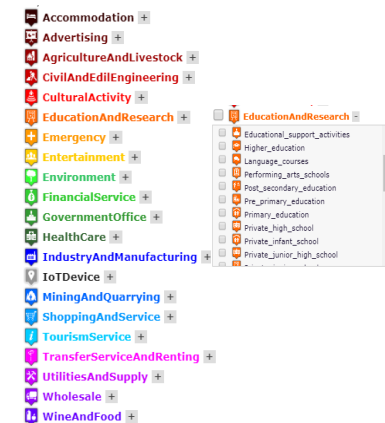 Accommodation +
Advertising +
AgricultureAndLivestock +
CivilAndEdilEngineering +
CulturalActivity +
EducationAndResearch +
Emergency +
Entertainment +
Environment +
FinancialService +
GovernmentOffice +
HealthCare +
IndustryAndManufacturing +
IoTDevice +
MiningAndQuarrying +
ShoppingAndService +
TourismService +
TransferServiceAndRenting +
UtilitiesAndSupply +
Wholesale +
WineAndFood +
EducationAndResearch -
Educational_support_activities
Higher_education
Language_courses
Performing_arts_schools
Post_secondary_education
Pre_primary_education
Primary_education
Private_high_school
Private_infant_school
Private_junior_high_school